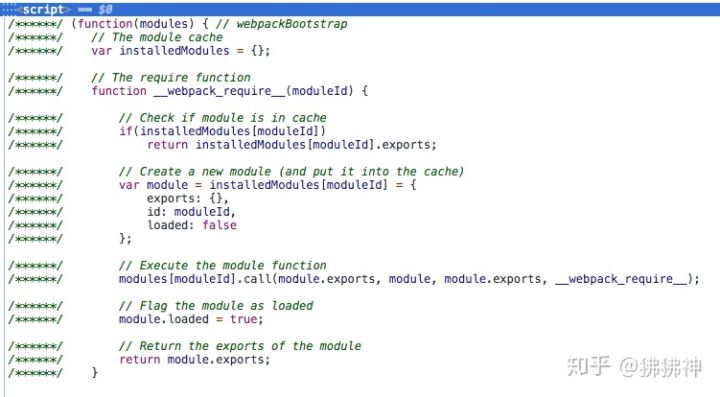 <script> == $0
/******/ (function(modules) { // webpackBootstrap
/******/ 	// The module cache
/******/ 	var installedModules = {};

/******/ 	// The require function
/******/ 	function __webpack_require__(moduleId) {

/******/ 		// Check if module is in cache
/******/ 		if(installedModules[moduleId])
/******/ 			return installedModules[moduleId].exports;

/******/ 		// Create a new module (and put it into the cache)
/******/ 		var module = installedModules[moduleId] = {
/******/ 			exports: {},
/******/ 			id: moduleId,
/******/ 			loaded: false
/******/ 		};

/******/ 		// Execute the module function
/******/ 		modules[moduleId].call(module.exports, module, module.exports, __webpack_require__);

/******/ 		// Flag the module as loaded
/******/ 		module.loaded = true;

/******/ 		// Return the exports of the module
/******/ 		return module.exports;
/******/ 	}
知乎 @狒狒神